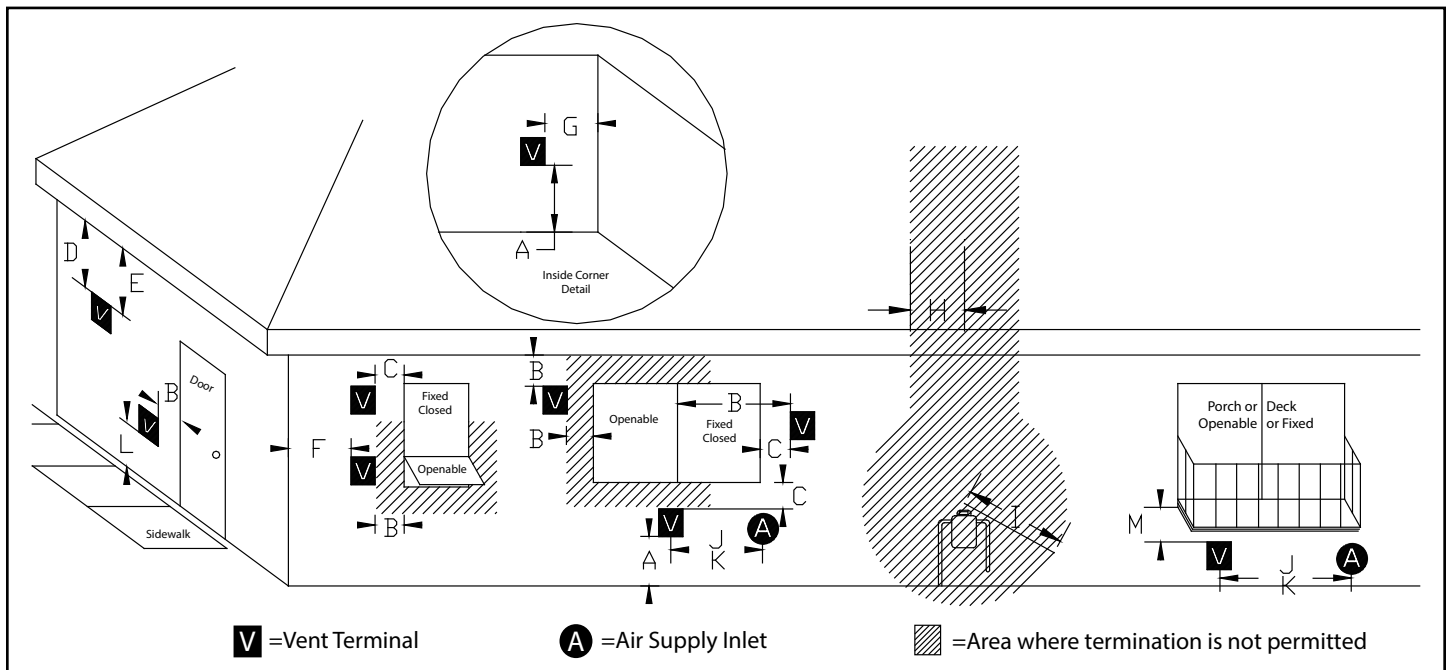 G
V
A
Inside Corner
Detail
D
E
V
H
C
B
B
Door
V
Fixed
Closed
V
B
Openable
Fixed
Closed
V
Porch or
Openable
Deck
or Fixed
B
V
L
F
V
Openable
B
C
C
I
Sidewalk
B
V
A
A
J
K
M
V
A
J
K
V =Vent Terminal
A =Air Supply Inlet
=Area where termination is not permitted